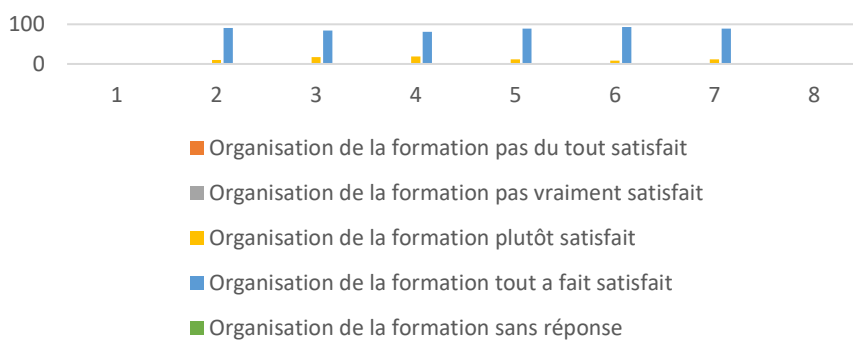 100
0
1 2 3 4 5 6 7 8
Organisation de la formation pas du tout satisfait
Organisation de la formation pas vraiment satisfait
Organisation de la formation plutôt satisfait
Organisation de la formation tout a fait satisfait
Organisation de la formation sans réponse